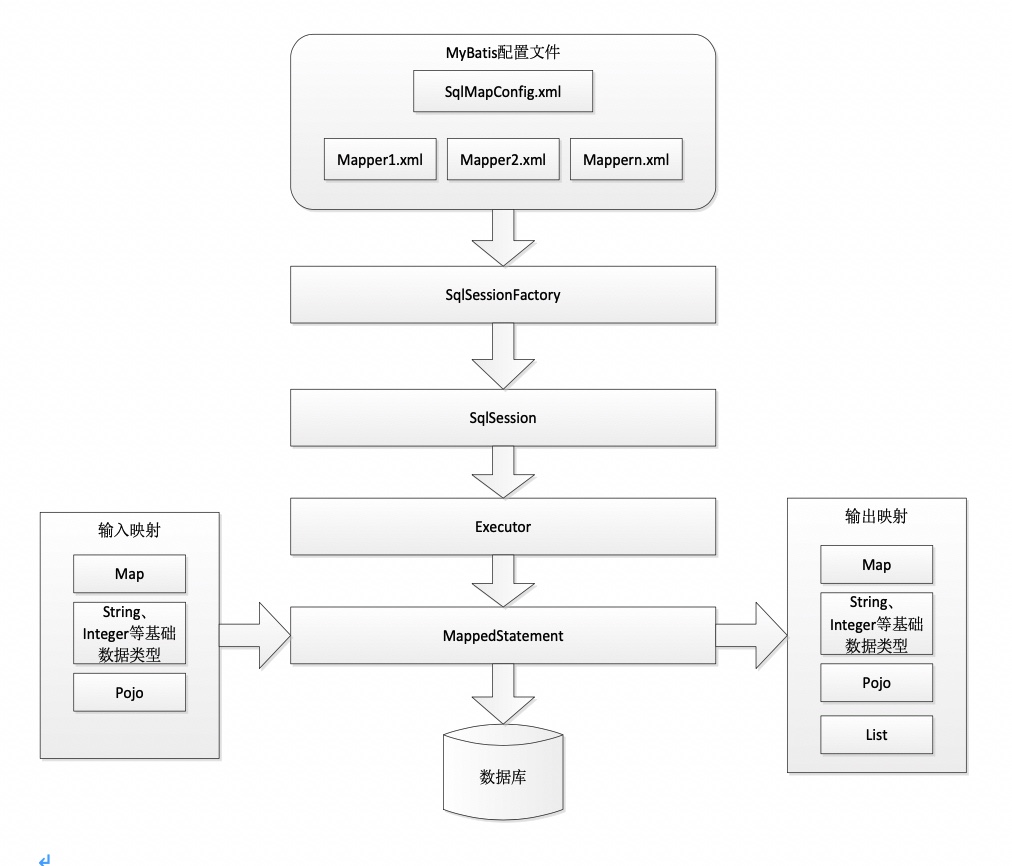 MyBatis配置文件
SqlMapConfig.xml
Mapper1.xml
Mapper2.xml
Mappern.xml
SqlSessionFactory
SqlSession
Executor
输入映射
Map
String、
Integer等基础
数据类型
Pojo
MappedStatement
输出映射
Map
String、
Integer等基础
数据类型
Pojo
List
数据库